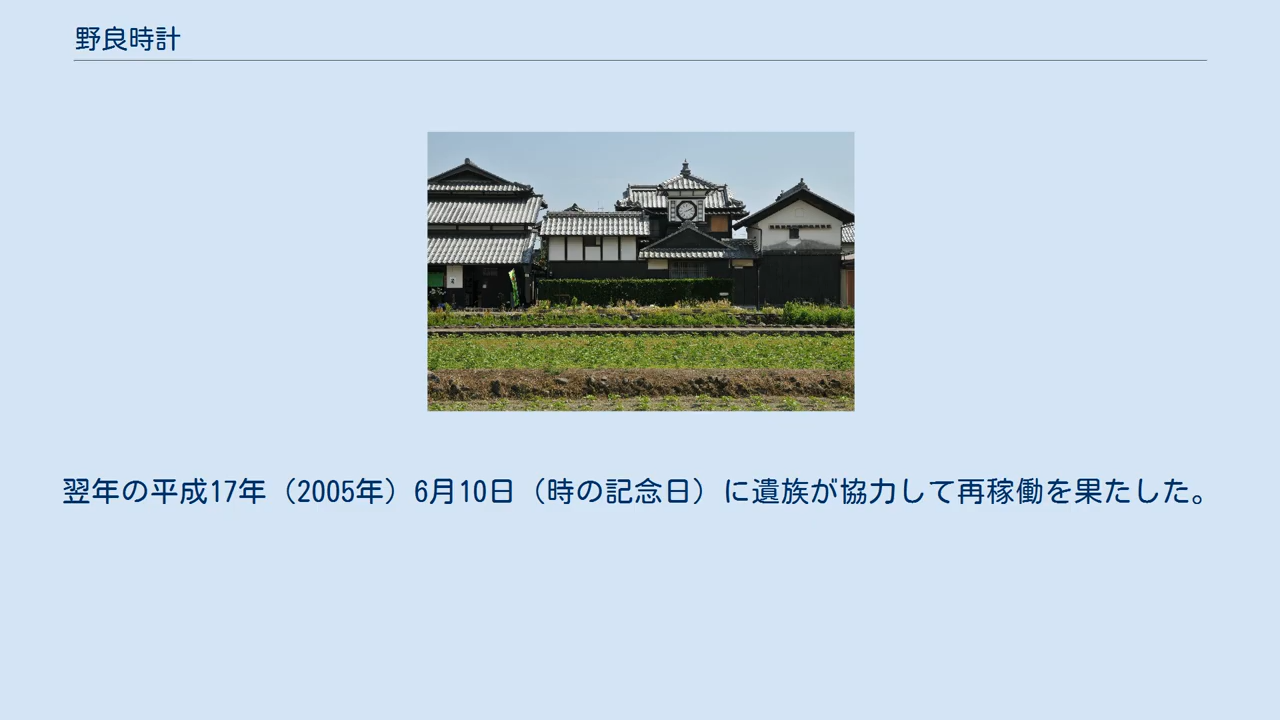 野良時計
翌年の平成17年（2005年）6月10日（時の記念日）に遺族が協力して再稼働を果たした。